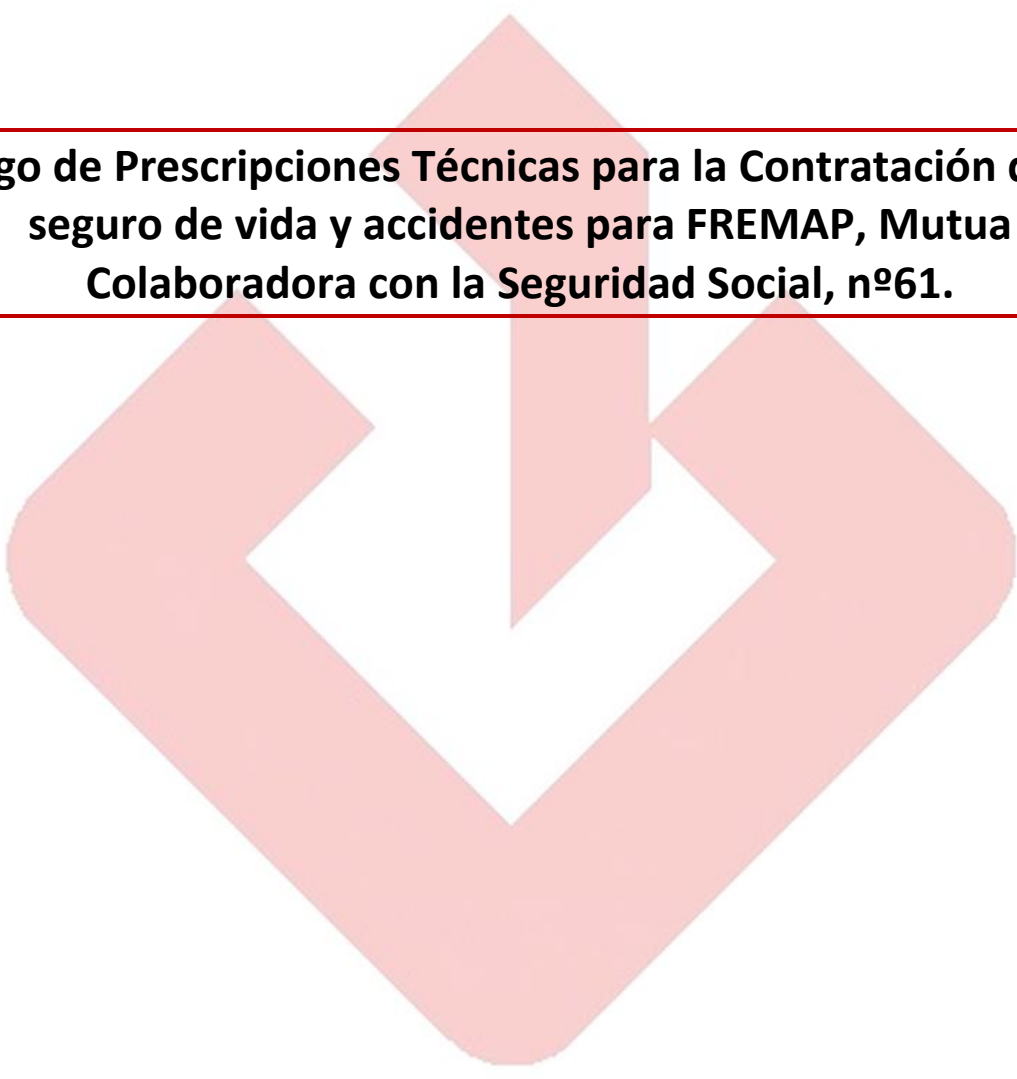 go de Prescripciones Técnicas para la Contratación
seguro de vida y accidentes para FREMAP, Mutua
Colaboradora con la Seguridad Social, nº61.